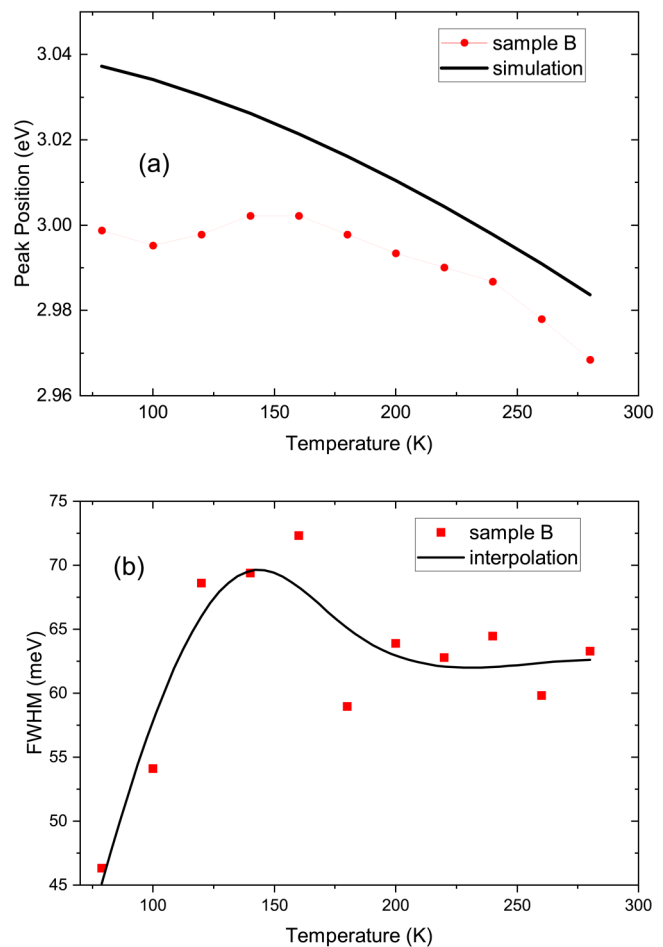 3.04
3.02
3.00
2.98
2.96
Peak Position (eV)
(a)
sample B
simulation
100
150
200
250
300
Temperature (K)
75
70
65
60
55
50
45
FWHM (meV)
(b)
sample B
interpolation
100
150
200
250
300
Temperature (K)